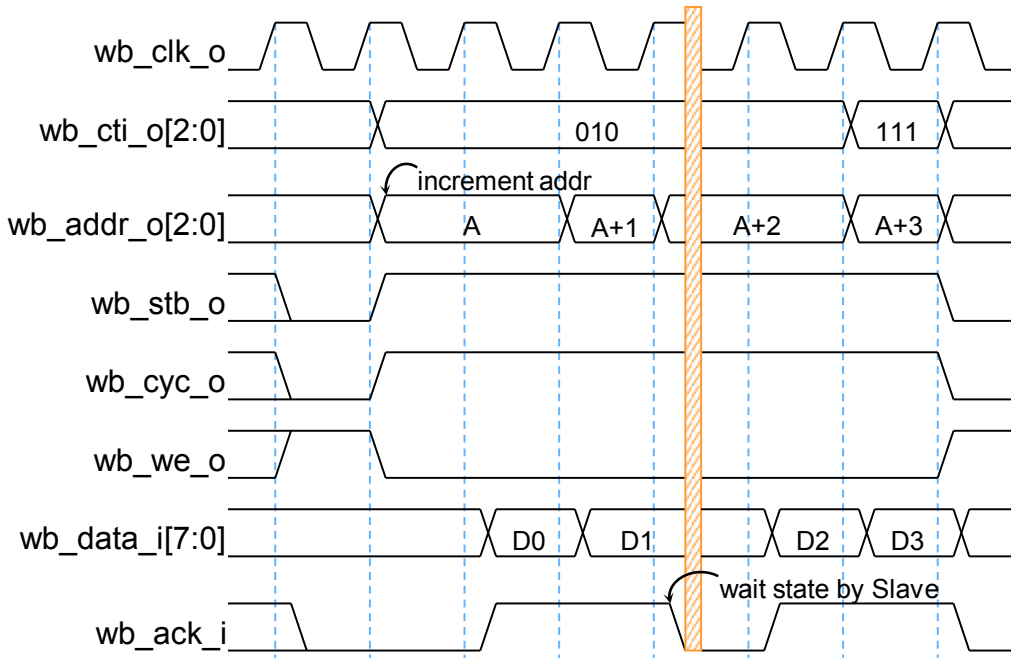 wb_clk_o
wb_cti_o[2:0] 010 111
increment addr
wb_addr_o[2:0] A A+1 A+2 A+3
wb_stb_o
wb_cyc_o
wb_we_o
wb_data_i[7:0] D0 D1 D2 D3
wait state by Slave
wb_ack_i